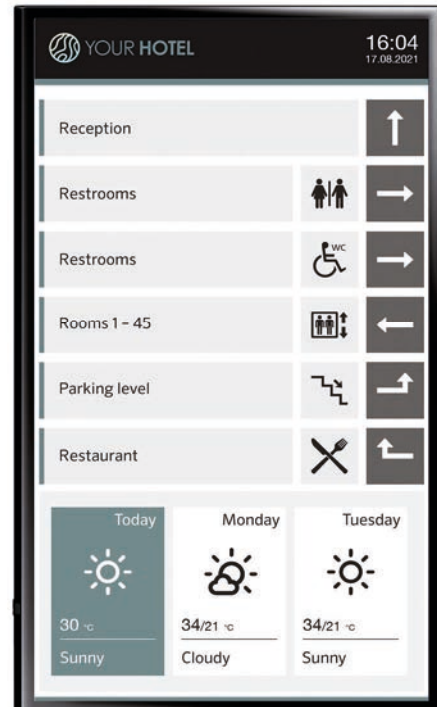 YOUR HOTEL
16:04
17.08.2021
Reception
Restrooms
WC
Restrooms
Rooms 1 – 45
Parking level
Restaurant
Today
30 °C
Sunny
Monday
34/21 °C
Cloudy
Tuesday
34/21 °C
Sunny